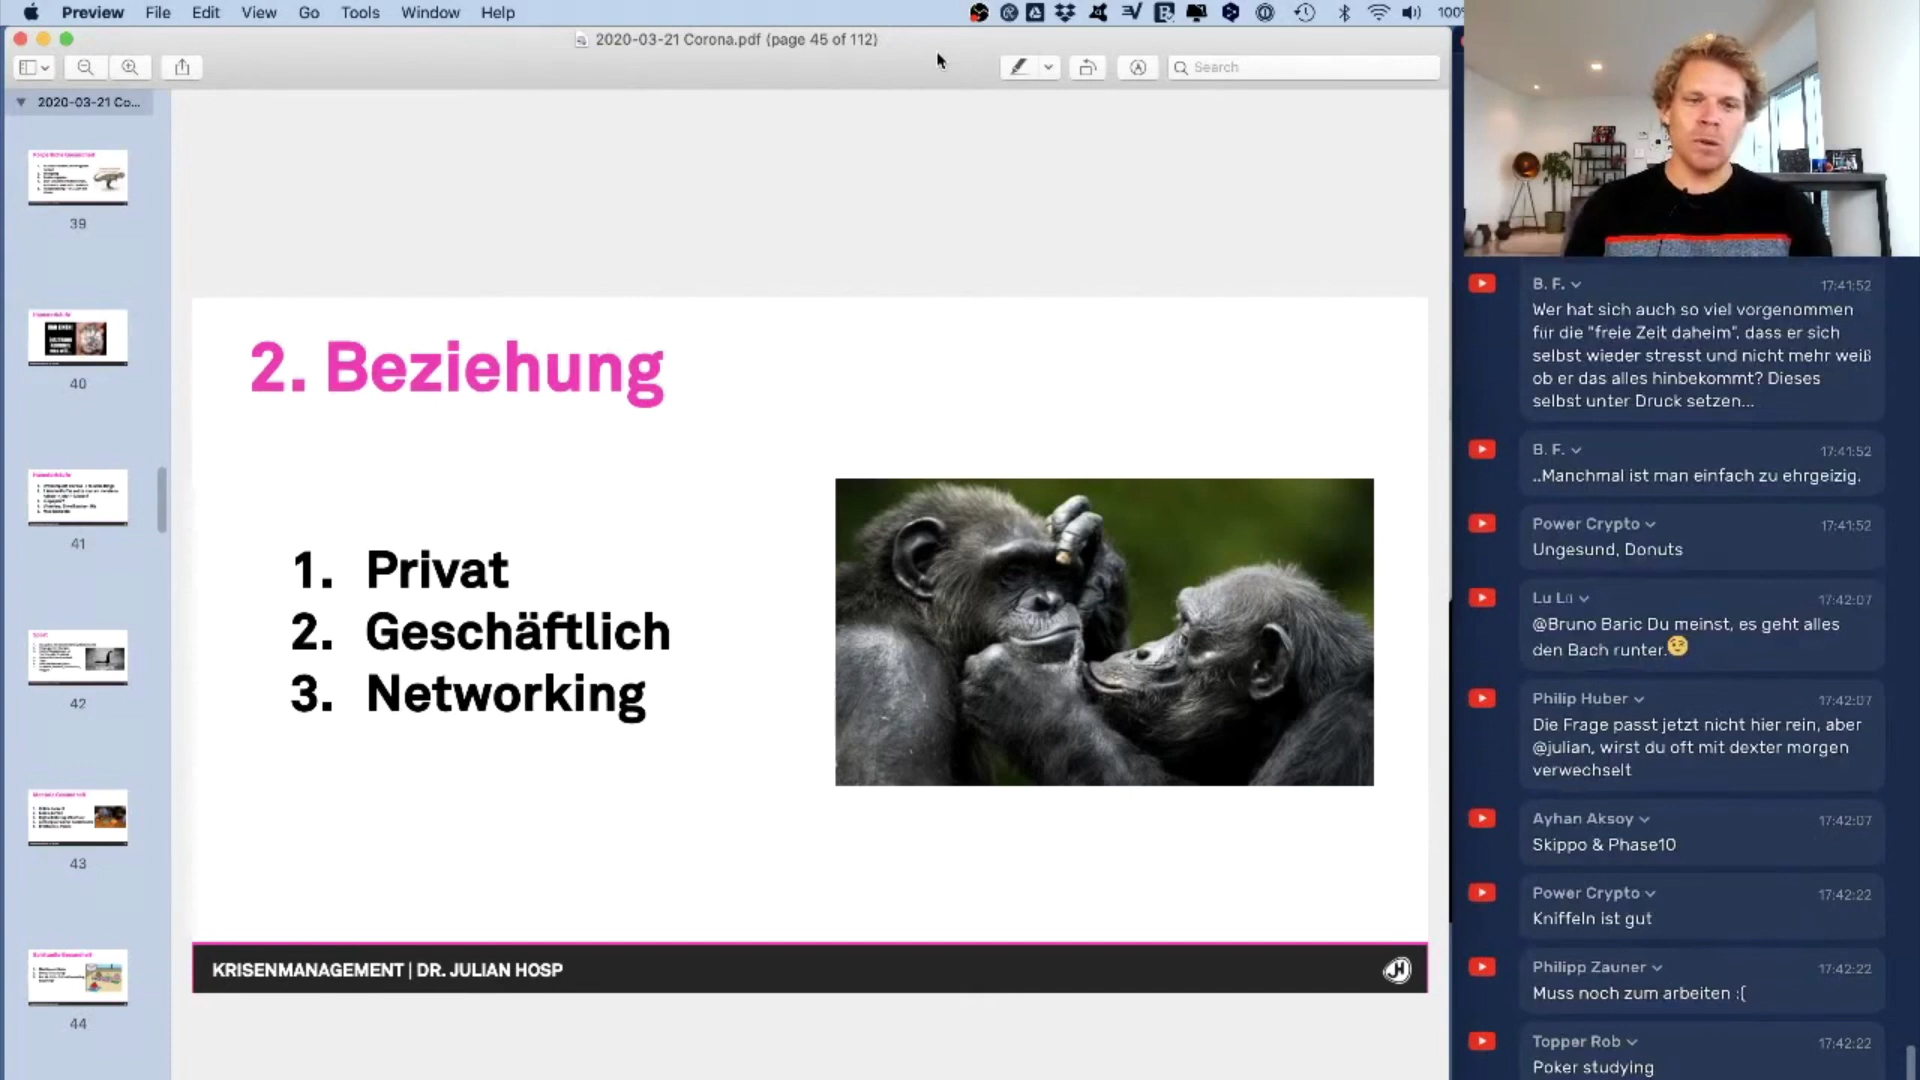 Preview File Edit View Go Tools Window Help
2020-03-21 Corona.pdf (page 45 of 112)
Search
2020-03-21 Co...
39
40
41
42
43
44
2. Beziehung
1. Privat
2. Geschäftlich
3. Networking
KRISENMANAGEMENT | DR. JULIAN HOSP
JH
B. F. 17:41:52
Wer hat sich auch so viel vorgenommen
für die "freie Zeit daheim", dass er sich
selbst wieder stresst und nicht mehr weiß
ob er das alles hinbekommt? Dieses
selbst unter Druck setzen...
B. F. 17:41:52
..Manchmal ist man einfach zu ehrgeizig.
Power Crypto 17:41:52
Ungesund, Donuts
Lu Lu 17:42:07
@Bruno Baric Du meinst, es geht alles
den Bach runter.
Philip Huber 17:42:07
Die Frage passt jetzt nicht hier rein, aber
@julian, wirst du oft mit dexter morgen
verwechselt
Ayhan Aksoy 17:42:07
Skippo & Phase10
Power Crypto 17:42:22
Kniffeln ist gut
Philipp Zauner 17:42:22
Muss noch zum arbeiten :(
Topper Rob 17:42:22
Poker studying